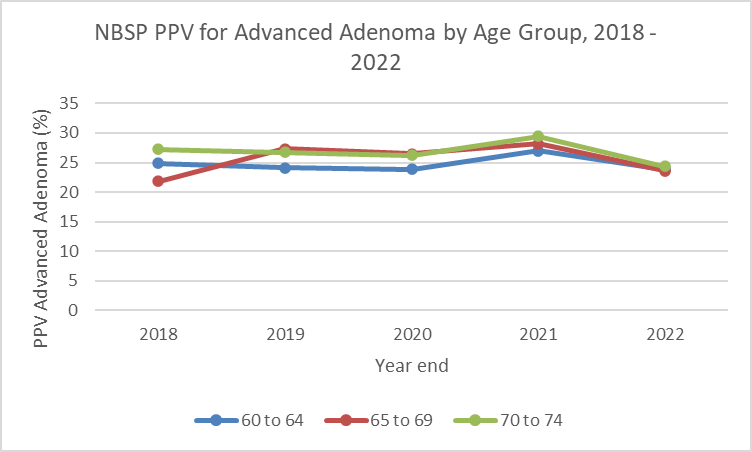 NBSP PPV for Advanced Adenoma by Age Group, 2018 -
2022
PPV Advanced Adenoma (%)
35
30
25
20
15
10
5
0
2018 2019 2020 2021 2022
Year end
60 to 64 65 to 69 70 to 74